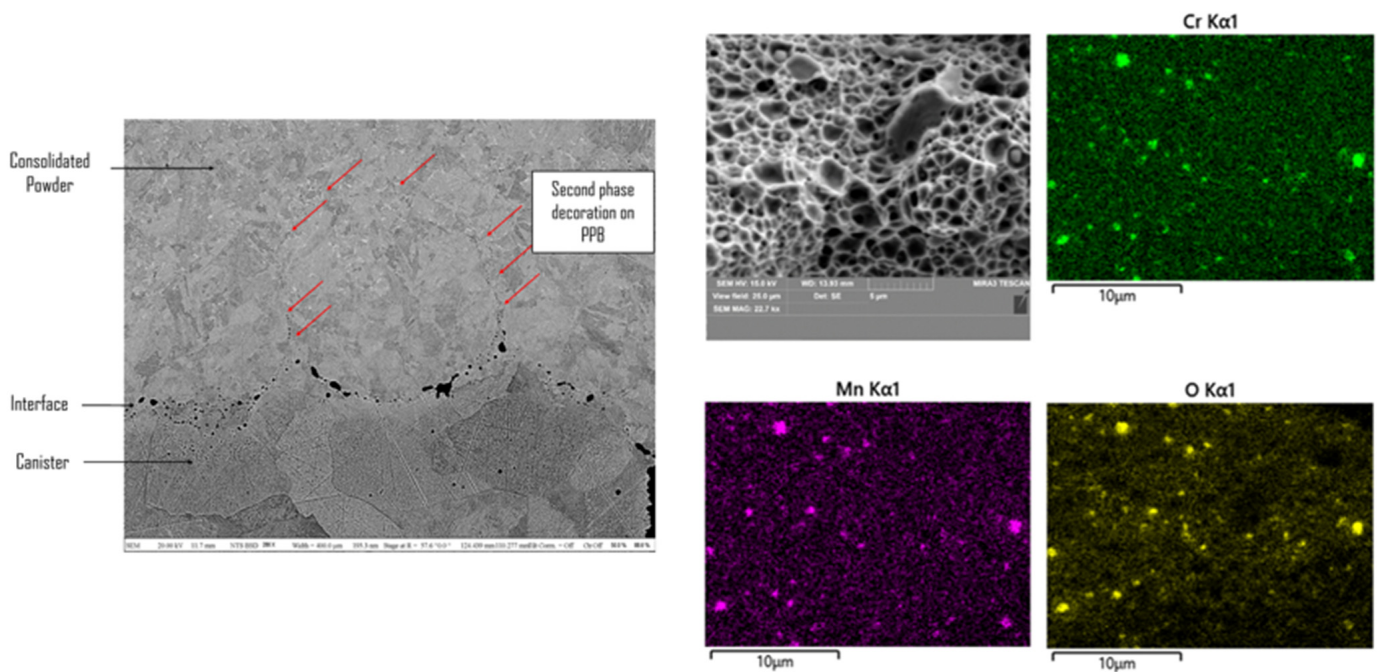 Consolidated
Powder
Second phase
decoration on
PPB
Interface
Canister
SEM HV: 15.0 kV
WD: 13.93 mm
MIRA3 TESCAN
View field: 25.0 µm
Det: SE
5 µm
SEM MAG: 22.7 kx
Cr Kα1
10µm
Mn Kα1
10µm
O Kα1
10µm